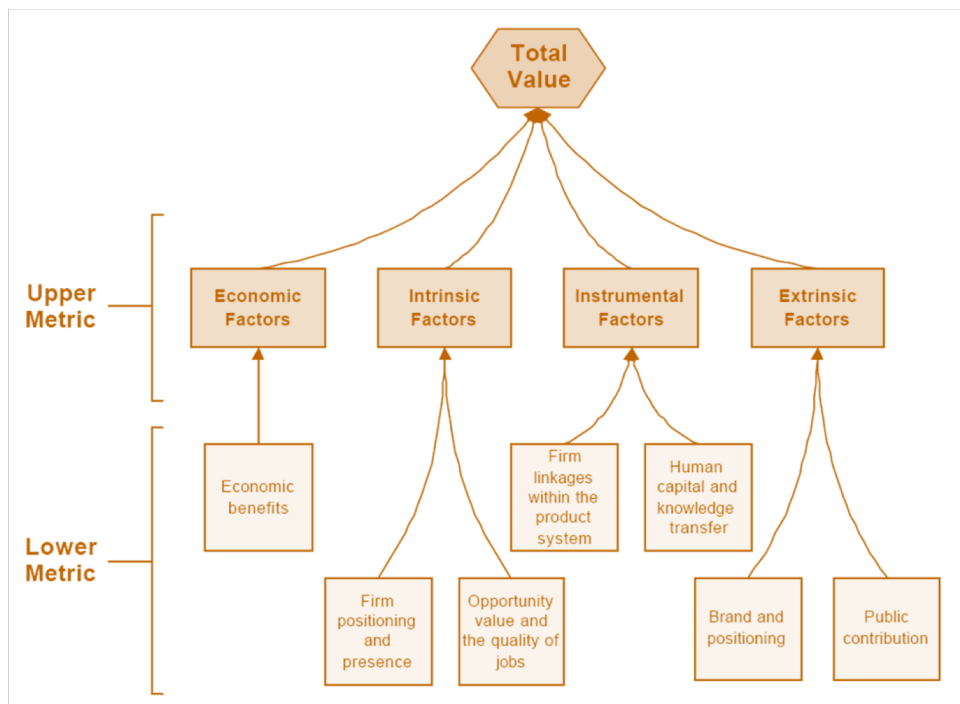 Total
Value
Upper
Metric
Economic
Factors
Intrinsic
Factors
Instrumental
Factors
Extrinsic
Factors
Lower
Metric
Economic
benefits
Firm
linkages
within the
product
system
Human
capital and
knowledge
transfer
Firm
positioning
and
presence
Opportunity
value and
the quality of
jobs
Brand and
positioning
Public
contribution